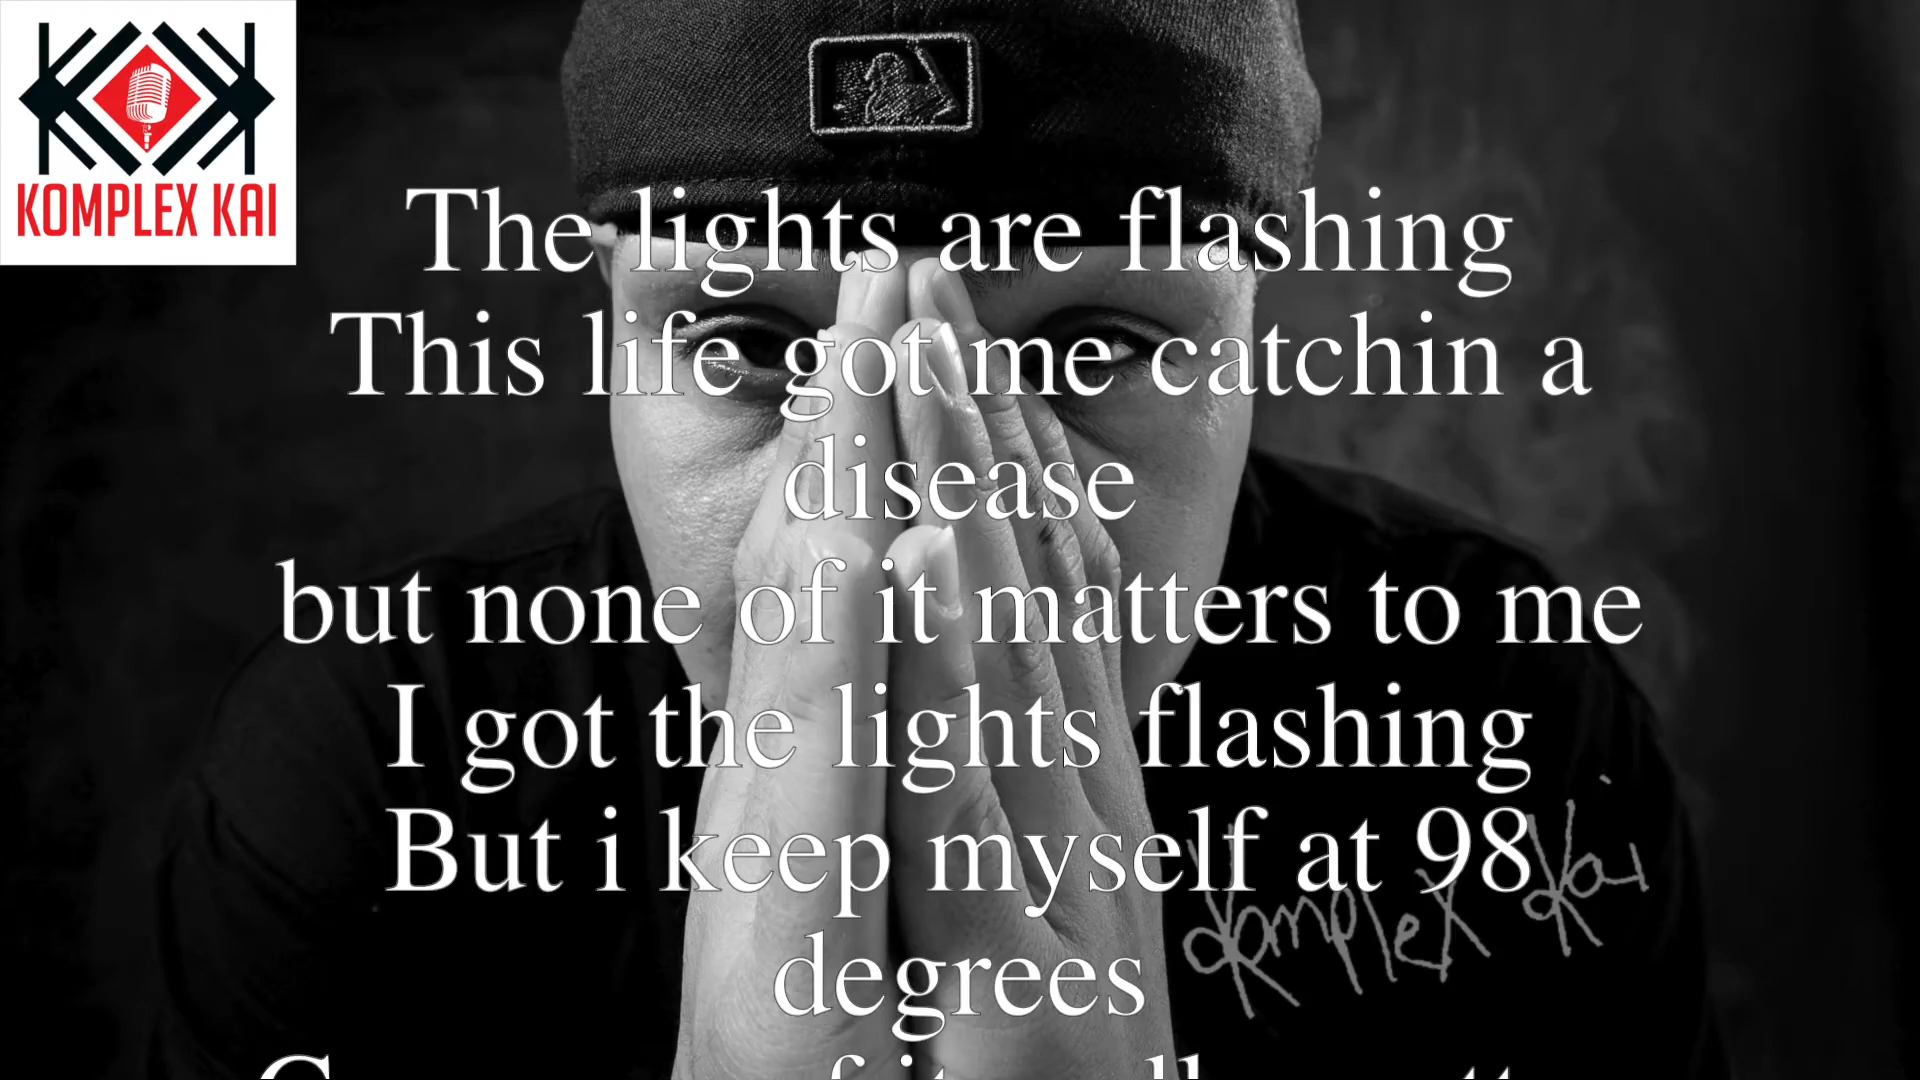 KOMPLEX KAI
The lights are flashing
This life got me catchin a
disease
but none of it matters to me
I got the lights flashing
But i keep myself at 98
degrees
Komplex Kai